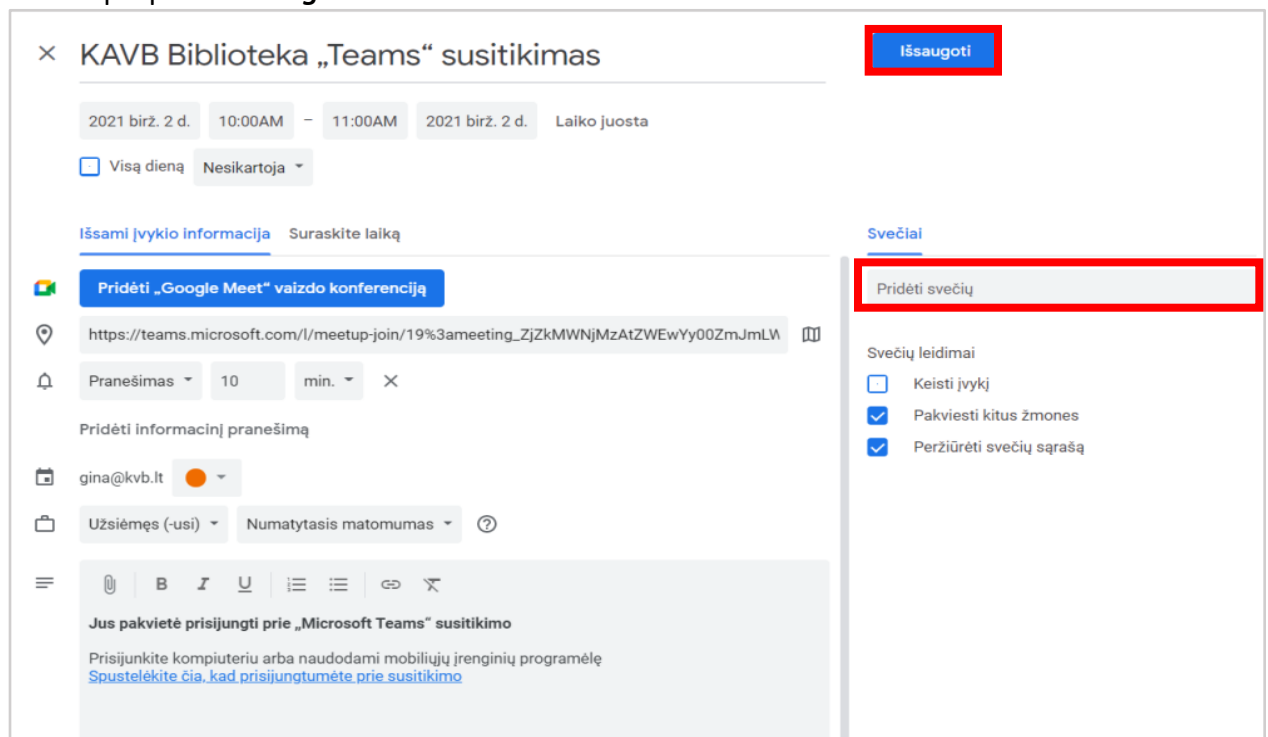 KAVB Biblioteka „Teams“ susitikimas
Išsaugoti
2021 birž. 2 d. 10:00AM – 11:00AM 2021 birž. 2 d. Laiko juosta
Visą dieną Nesikartoja
Išsami įvykio informacija Suraskite laiką
Svečiai
Pridėti „Google Meet“ vaizdo konferenciją
Pridėti svečių
https://teams.microsoft.com/l/meetup-join/19%3ameeting_ZjZkMWNjMzAtZWEwYy00ZmJmLW
Svečių leidimai
Pranešimas 10 min.
Keisti įvykį
Pakviesti kitus žmones
Pridėti informacinį pranešimą
Peržiūrėti svečių sąrašą
gina@kvb.lt
Užsiėmęs (-usi) Numatytasis matomumas
B I U
Jus pakvietė prisijungti prie „Microsoft Teams“ susitikimo
Prisijunkite kompiuteriu arba naudodami mobiliųjų įrenginių programėlę
Spustelėkite čia, kad prisijungtumėte prie susitikimo